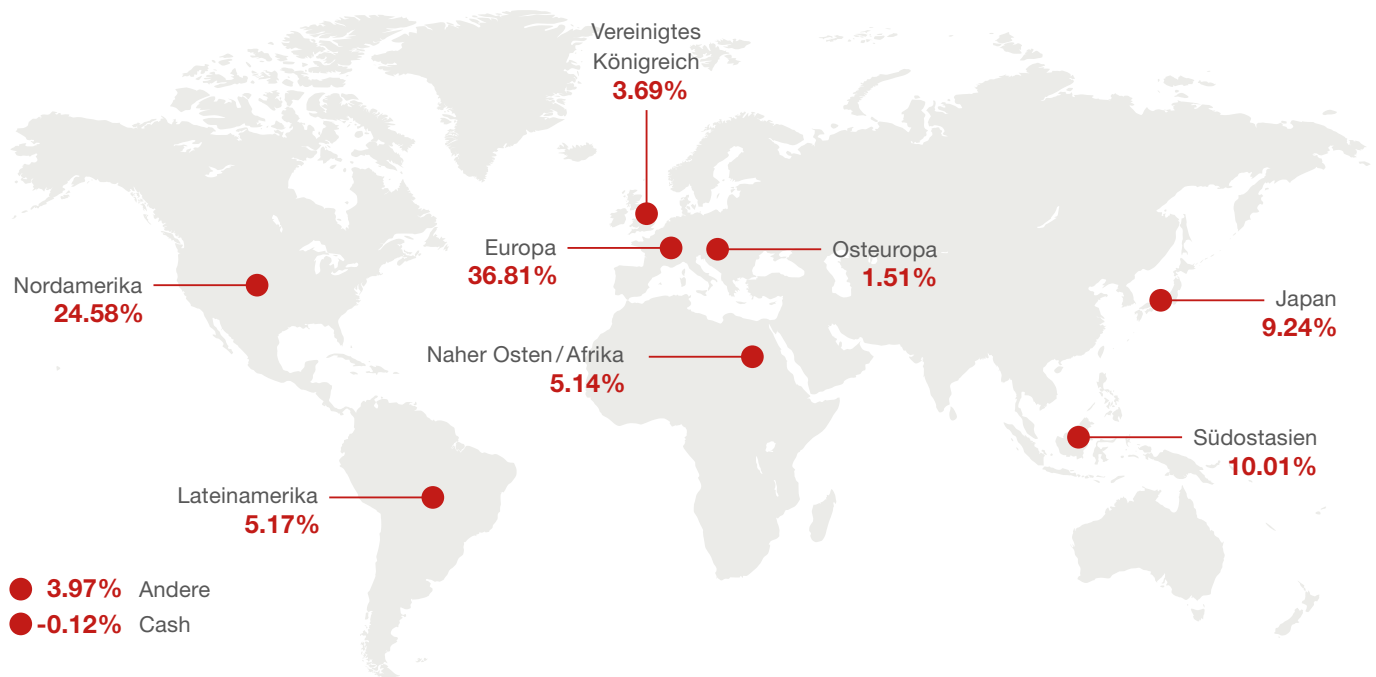 Vereinigtes
Königreich
3.69%
Europa
36.81%
Osteuropa
1.51%
Nordamerika
24.58%
Japan
9.24%
Naher Osten/Afrika
5.14%
Südostasien
10.01%
Lateinamerika
5.17%
3.97% Andere
-0.12% Cash